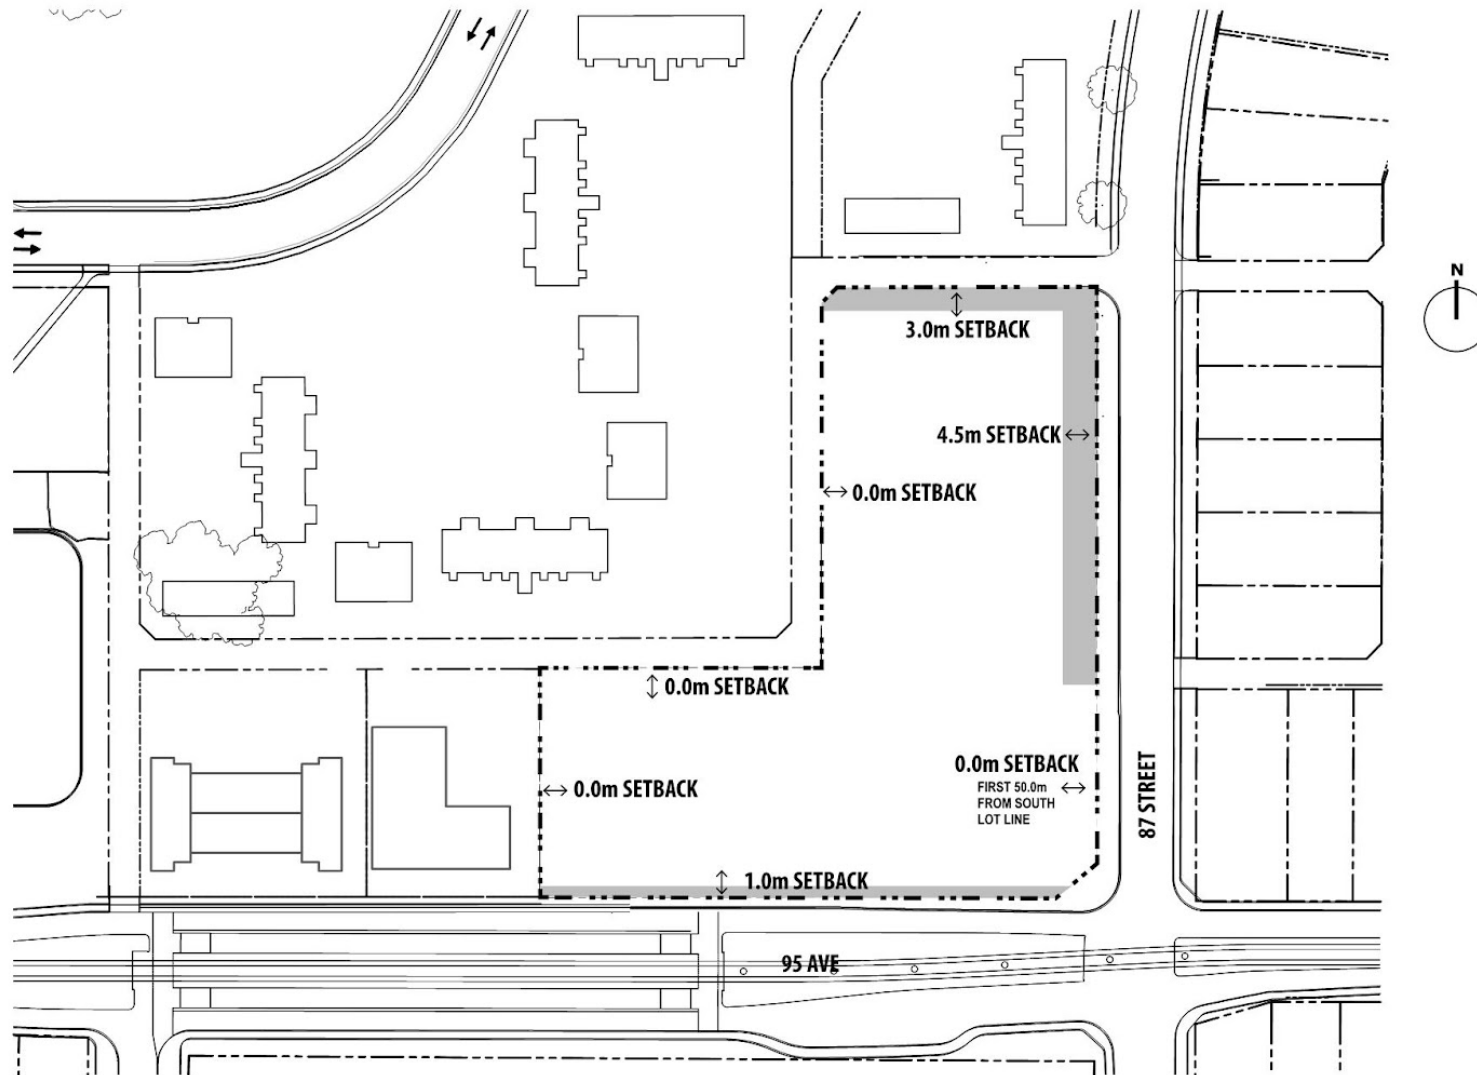 N
3.0m SETBACK
4.5m SETBACK
0.0m SETBACK
0.0m SETBACK
0.0m SETBACK
FIRST 50.0m
FROM SOUTH
LOT LINE
0.0m SETBACK
87 STREET
1.0m SETBACK
95 AVE